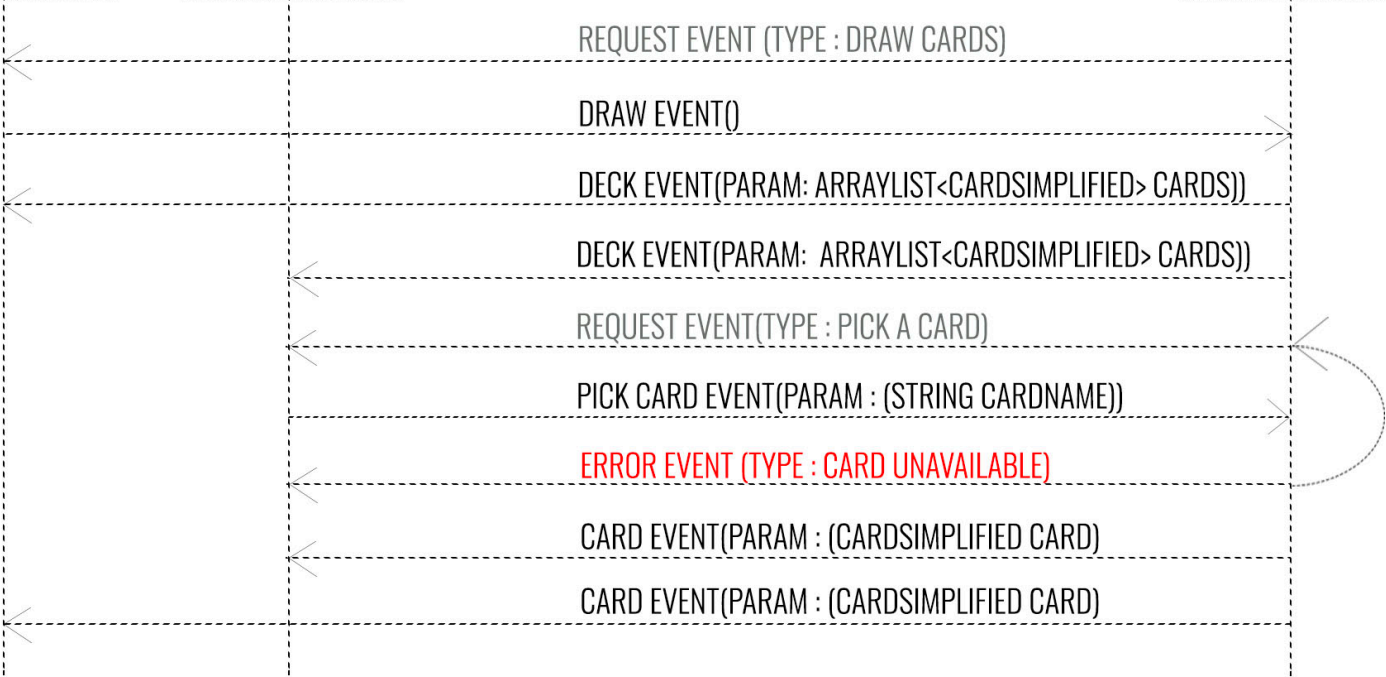 REQUEST EVENT (TYPE : DRAW CARDS)
DRAW EVENT()
DECK EVENT(PARAM: ARRAYLIST<CARDSIMPLIFIED> CARDS))
DECK EVENT(PARAM:  ARRAYLIST<CARDSIMPLIFIED> CARDS))
REQUEST EVENT(TYPE : PICK A CARD)
PICK CARD EVENT(PARAM : (STRING CARDNAME))
ERROR EVENT (TYPE : CARD UNAVAILABLE)
CARD EVENT(PARAM : (CARDSIMPLIFIED CARD)
CARD EVENT(PARAM : (CARDSIMPLIFIED CARD)